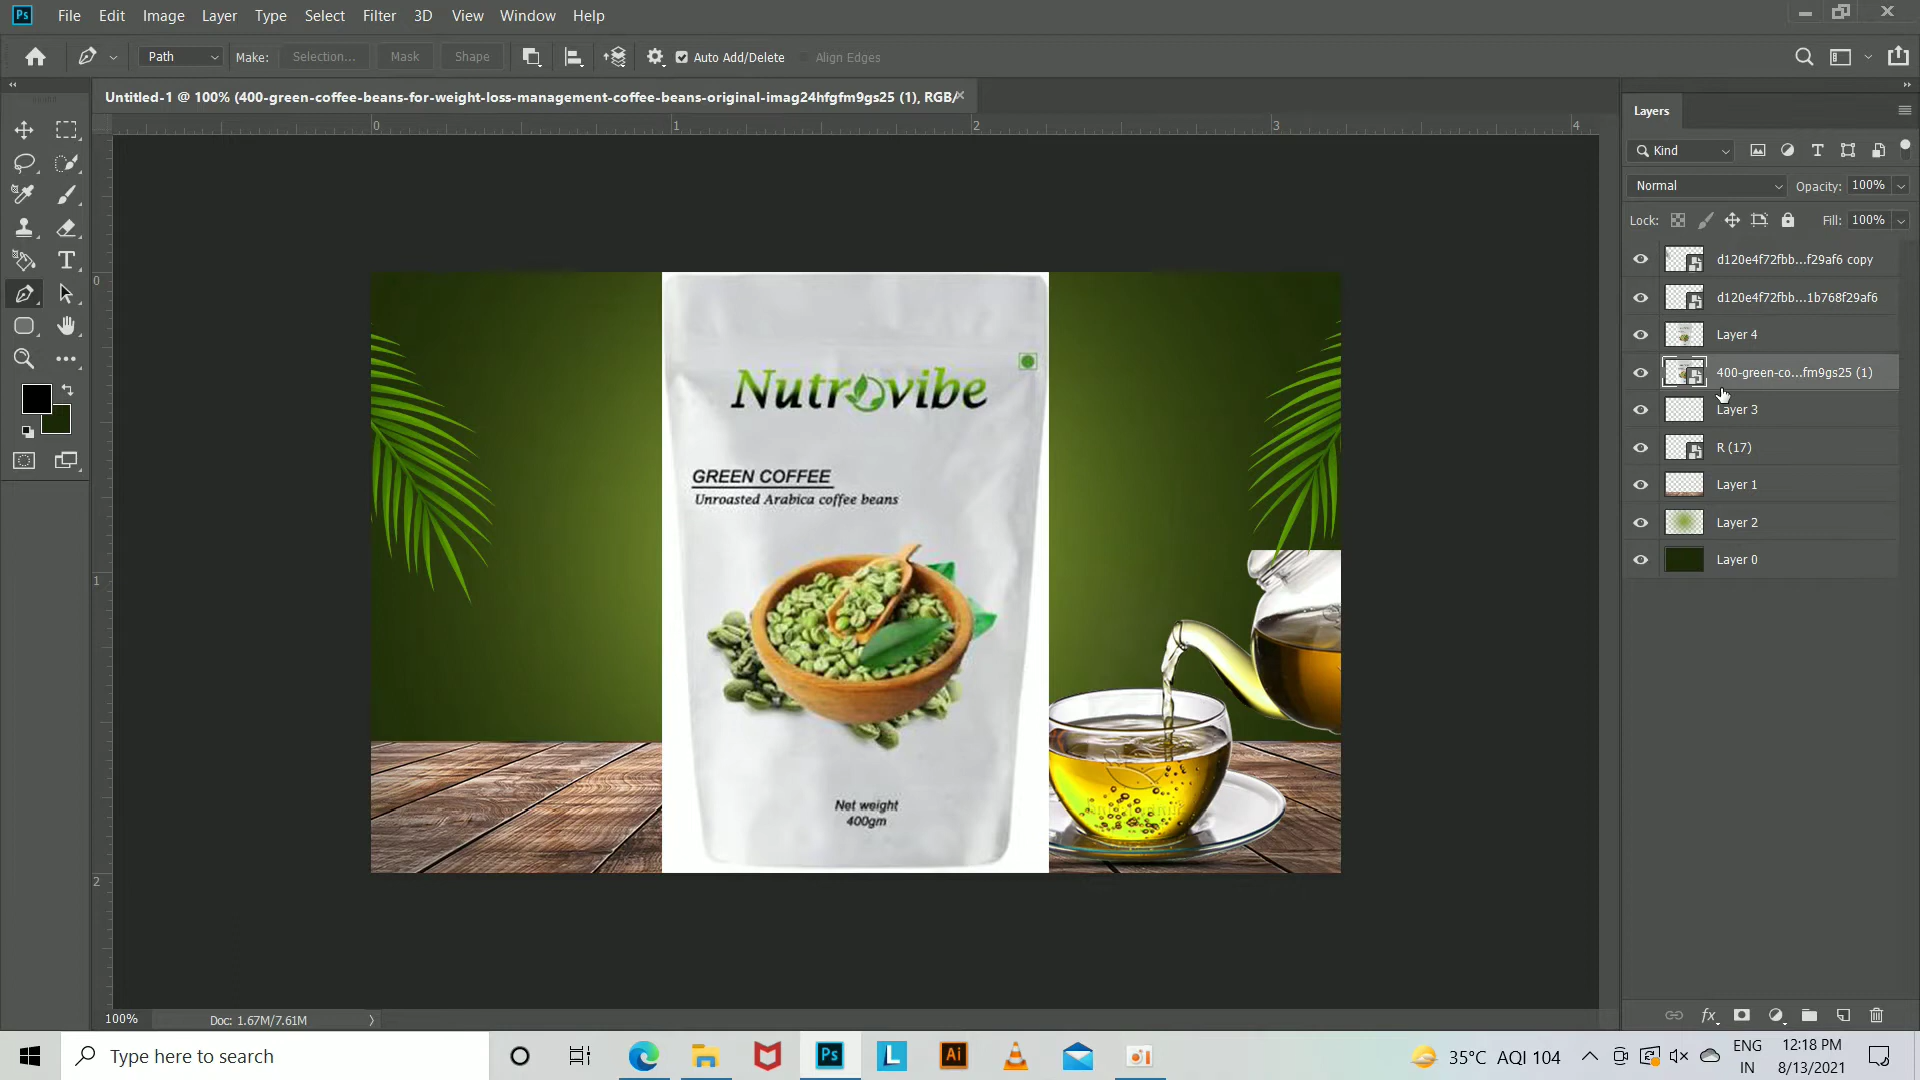 Ps File Edit Image Layer Type Select Filter 3D View Window Help
Path Make: Selection... Mask Shape Auto Add/Delete Align Edges
Untitled-1 @ 100% (400-green-coffee-beans-for-weight-loss-management-coffee-beans-original-imag24hfgfm9gs25 (1), RGB/
0 1 2 3 4
0
1
2
Layers
Kind
Normal Opacity: 100%
Lock: Fill: 100%
d120e4f72fbb...f29af6 copy
d120e4f72fbb...1b768f29af6
Layer 4
400-green-co...fm9gs25 (1)
Layer 3
R (17)
Layer 1
Layer 2
Layer 0
Nutrovibe
GREEN COFFEE
Unroasted Arabica coffee beans
Net weight
400gm
100% Doc: 1.67M/7.61M
Type here to search
Ps L Ai
35°C AQI 104
ENG
IN
12:18 PM
8/13/2021